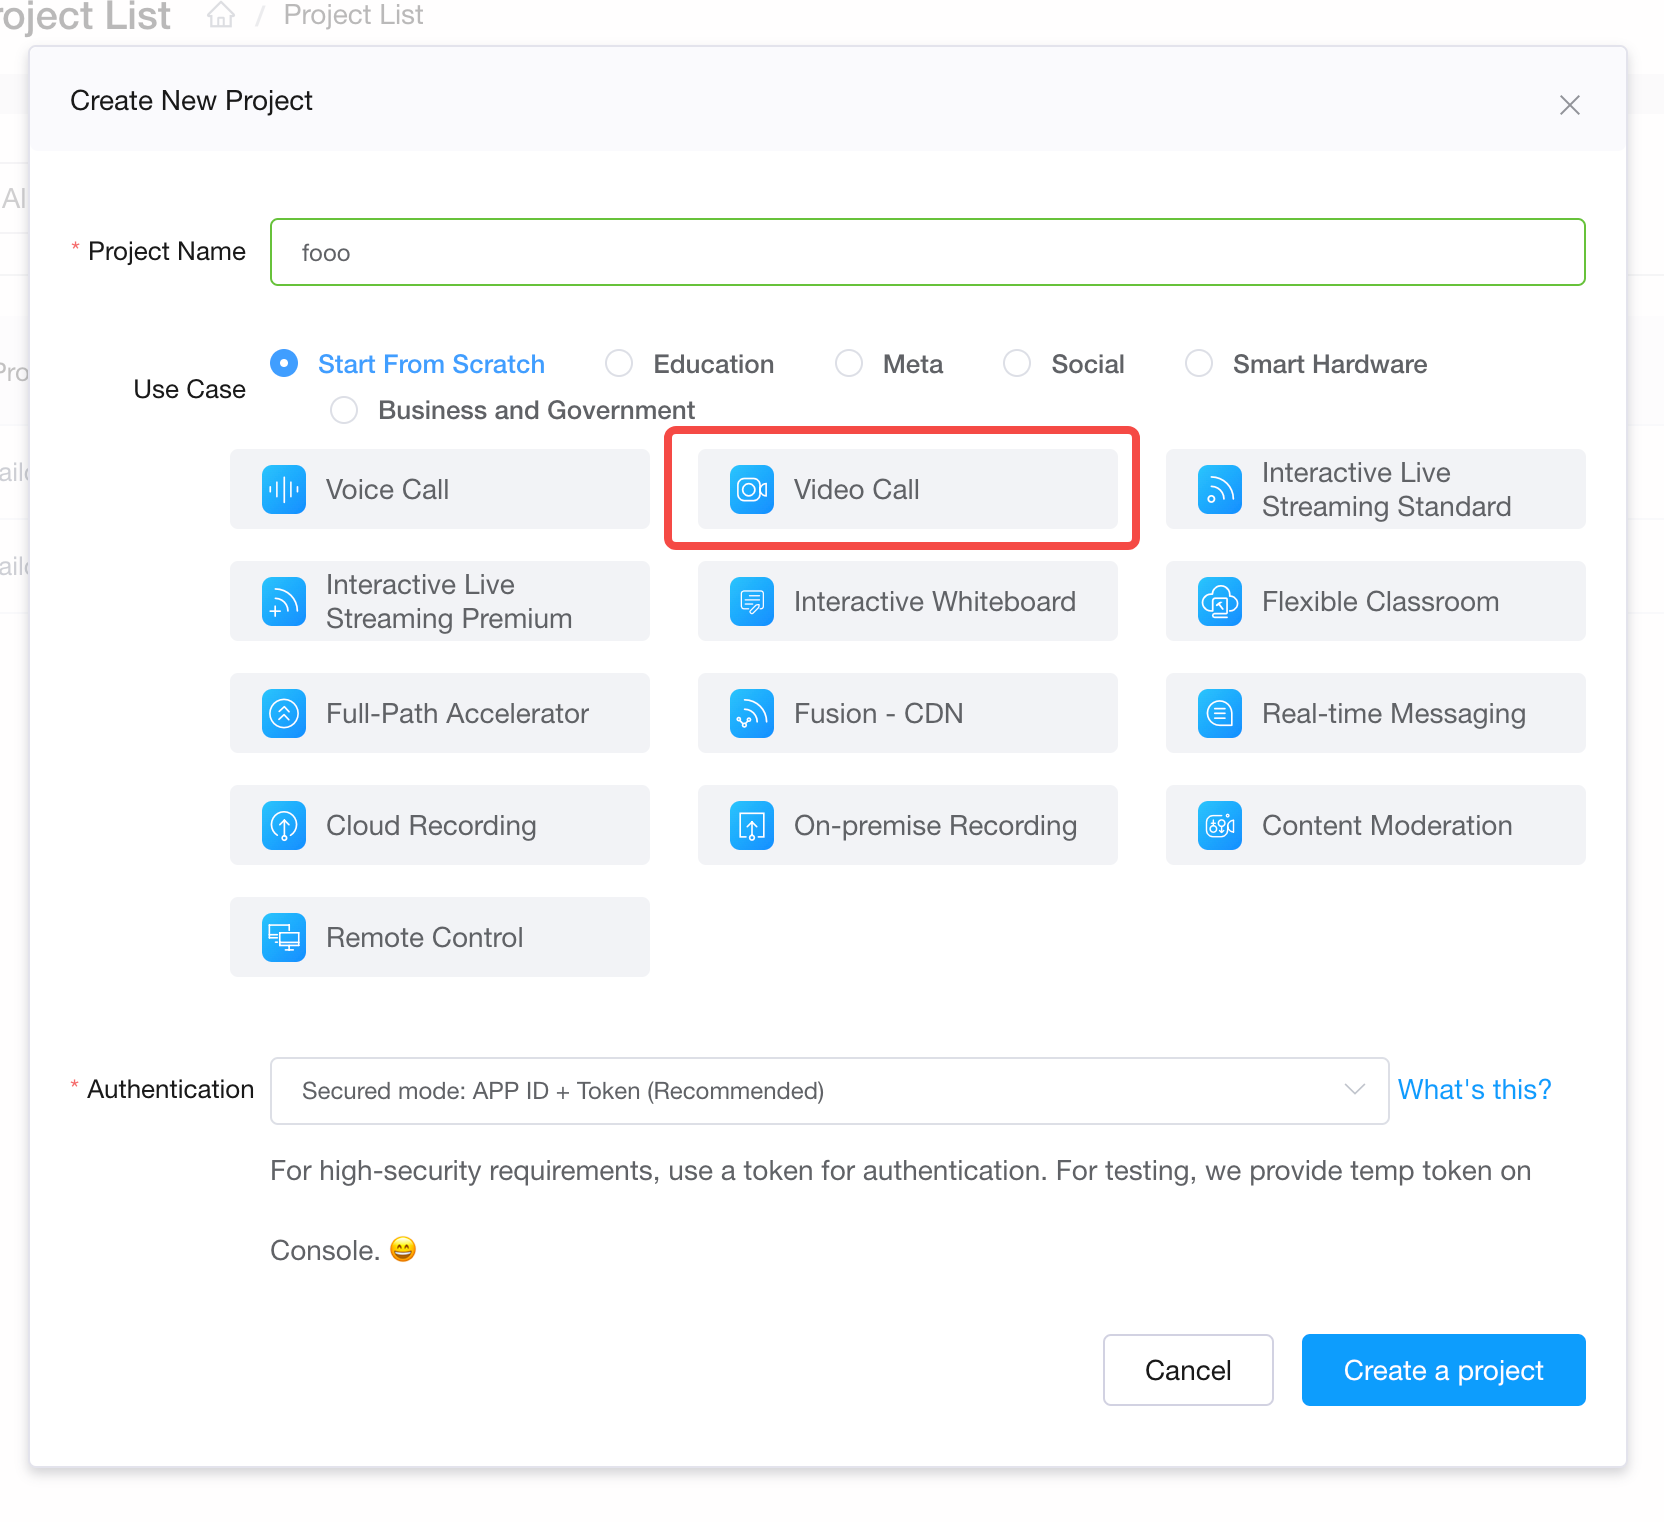 roject List / Project List
Create New Project
Al
* Project Name
fooo
Pro
Use Case
Start From Scratch
Education
Meta
Social
Smart Hardware
Business and Government
Voice Call
Video Call
Interactive Live
Streaming Standard
Interactive Live
Streaming Premium
Interactive Whiteboard
Flexible Classroom
Full-Path Accelerator
Fusion - CDN
Real-time Messaging
Cloud Recording
On-premise Recording
Content Moderation
Remote Control
* Authentication
Secured mode: APP ID + Token (Recommended)
What's this?
For high-security requirements, use a token for authentication. For testing, we provide temp token on
Console. 😄
Cancel
Create a project